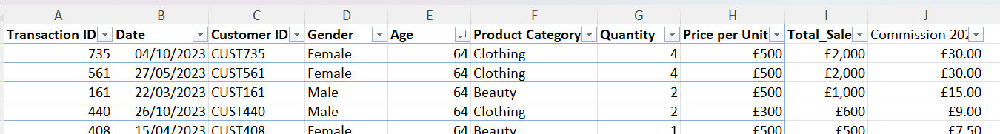 A B C D E F G H I J
Transaction ID Date Customer ID Gender Age Product Category Quantity Price per Unit Total_Sale Commission 202
735 04/10/2023 CUST735 Female 64 Clothing 4 £500 £2,000 £30.00
561 27/05/2023 CUST561 Female 64 Clothing 4 £500 £2,000 £30.00
161 22/03/2023 CUST161 Male 64 Beauty 2 £500 £1,000 £15.00
440 26/10/2023 CUST440 Male 64 Clothing 2 £300 £600 £9.00
408 15/04/2023 CUST408 Female 64 Beauty 1 £500 £500 £7.50